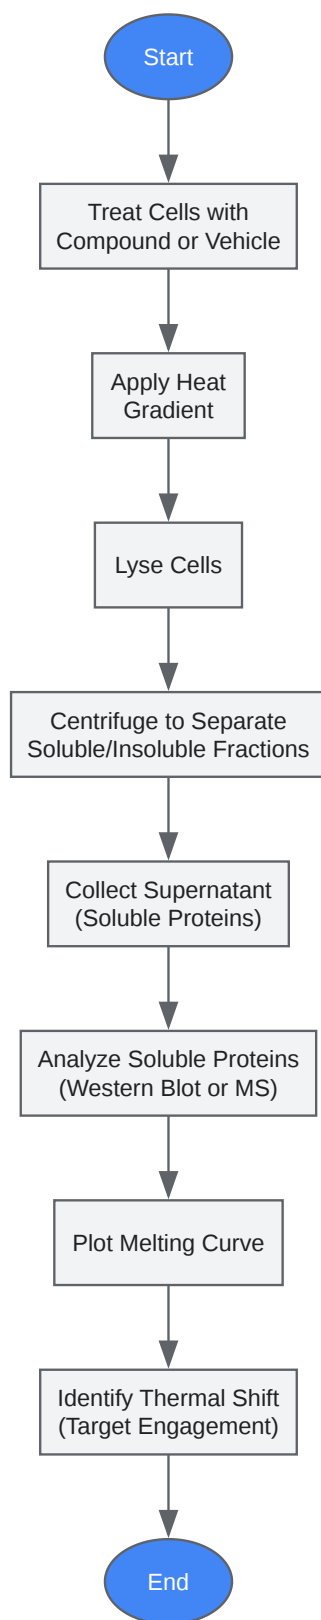 Start
Treat Cells with
Compound or Vehicle
Apply Heat
Gradient
Lyse Cells
Centrifuge to Separate
Soluble/Insoluble Fractions
Collect Supernatant
(Soluble Proteins)
Analyze Soluble Proteins
(Western Blot or MS)
Plot Melting Curve
Identify Thermal Shift
(Target Engagement)
End